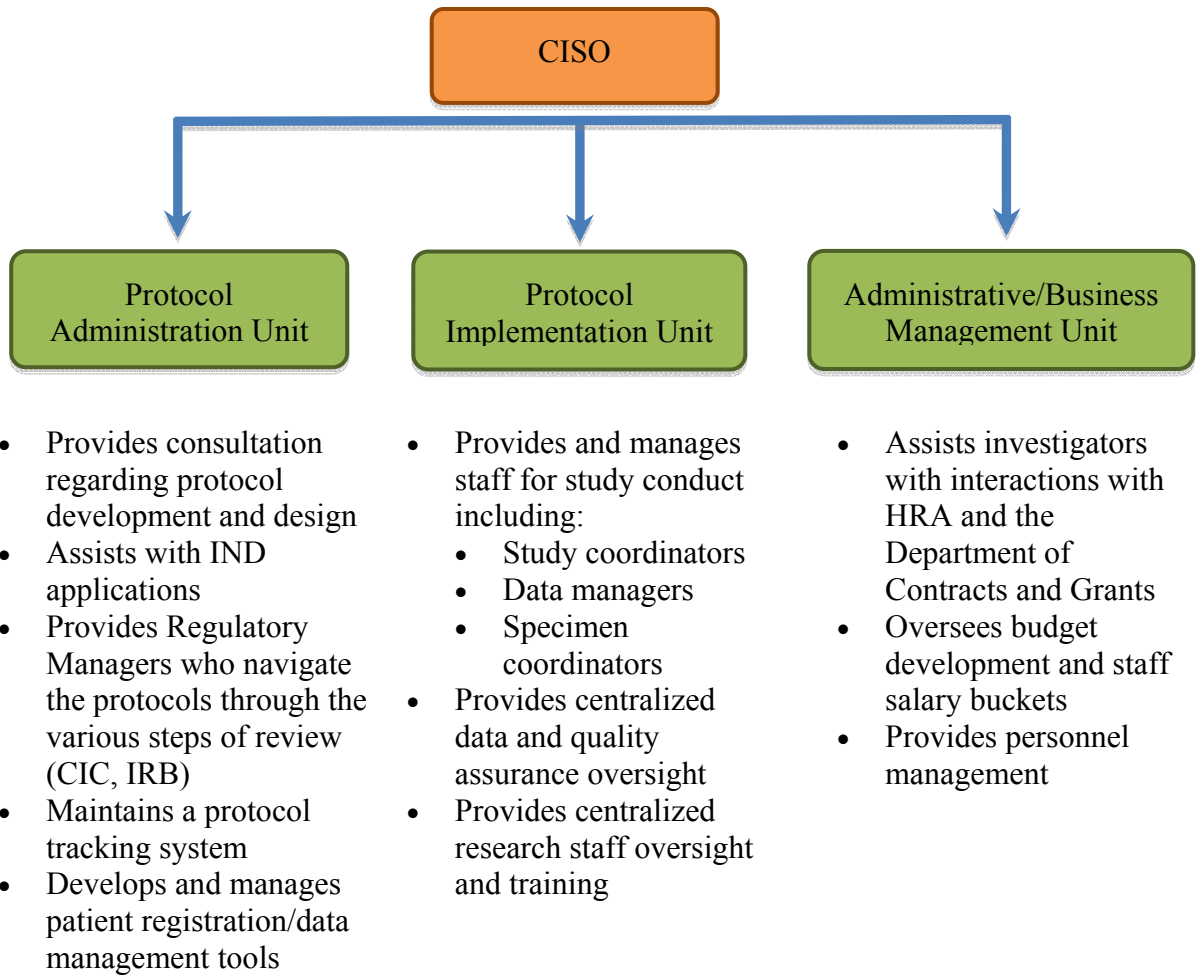 CISO
Protocol
Administration Unit
Protocol
Implementation Unit
Administrative/Business
Management Unit
• Provides consultation
regarding protocol
development and design
• Assists with IND
applications
• Provides Regulatory
Managers who navigate
the protocols through the
various steps of review
(CIC, IRB)
• Maintains a protocol
tracking system
• Develops and manages
patient registration/data
management tools
• Provides and manages
staff for study conduct
including:
• Study coordinators
• Data managers
• Specimen
coordinators
• Provides centralized
data and quality
assurance oversight
• Provides centralized
research staff oversight
and training
• Assists investigators
with interactions with
HRA and the
Department of
Contracts and Grants
• Oversees budget
development and staff
salary buckets
• Provides personnel
management